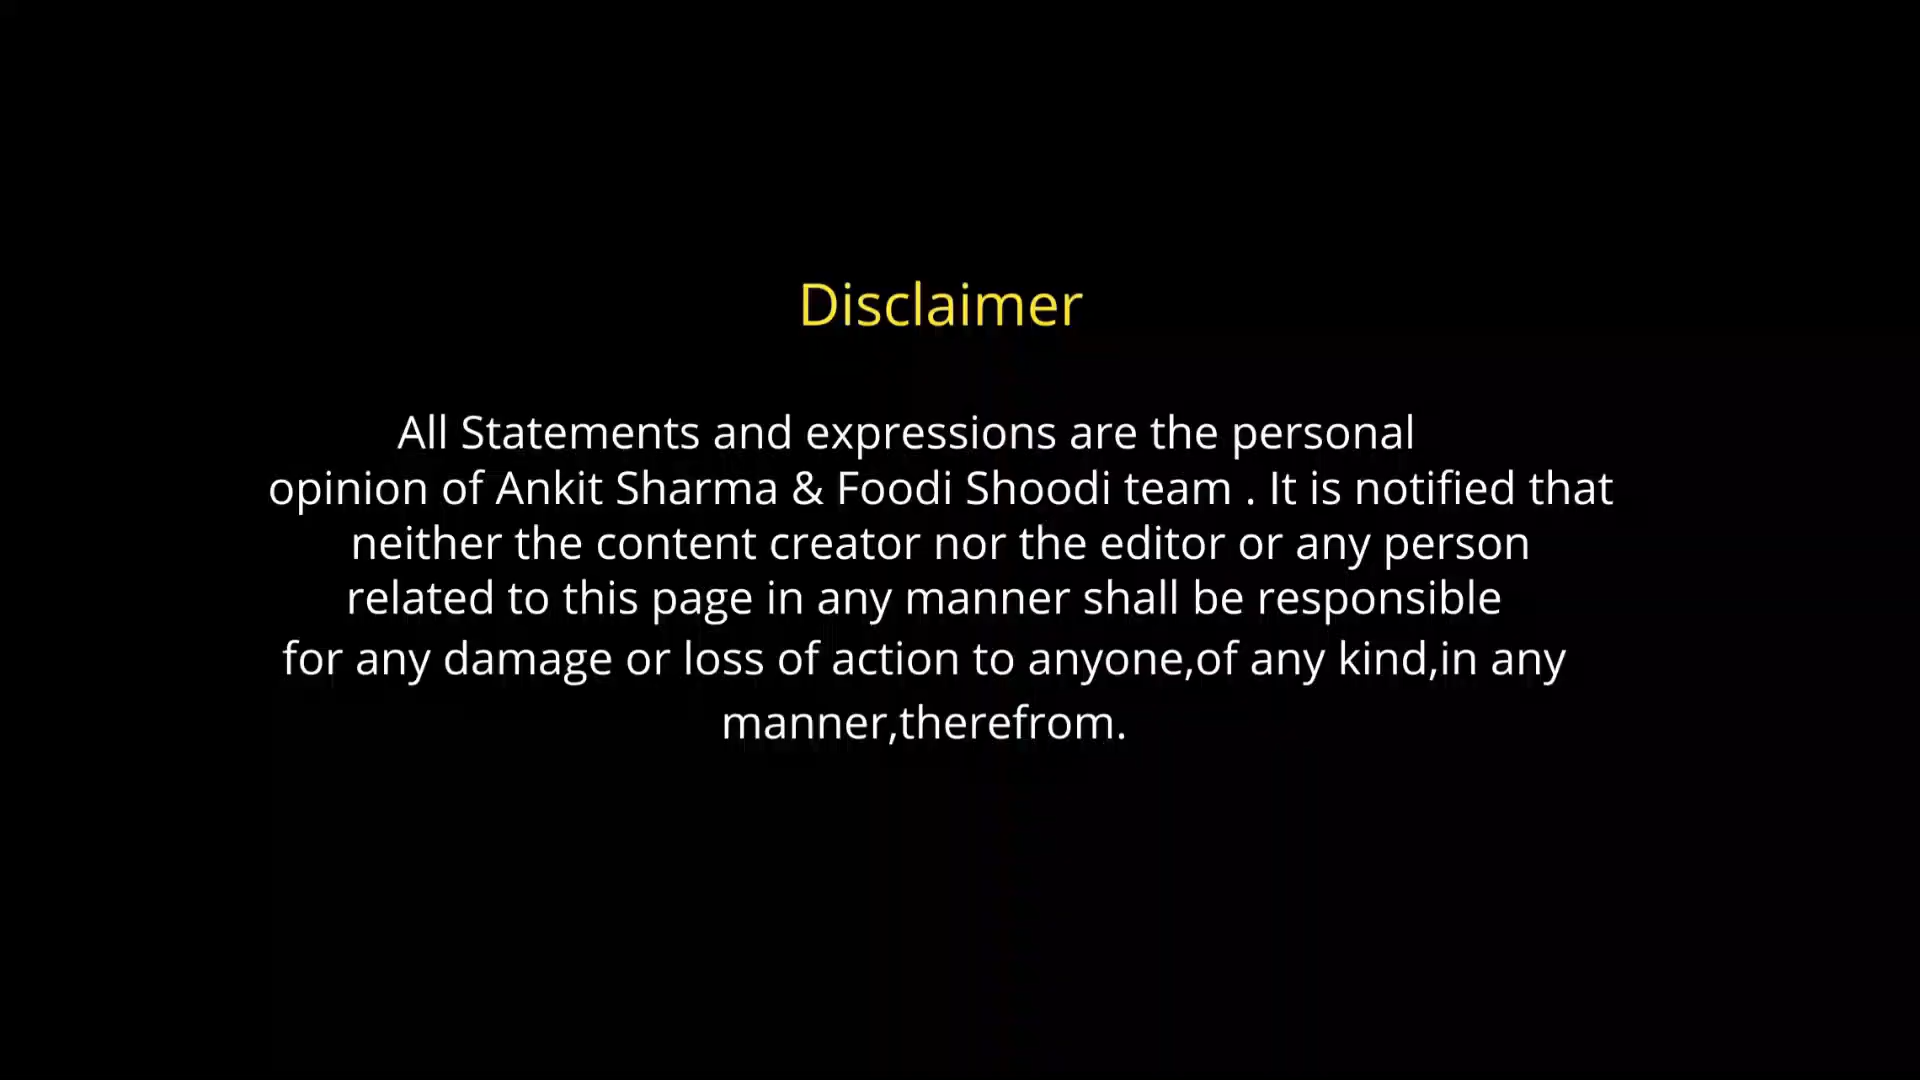 Disclaimer
All Statements and expressions are the personal
opinion of Ankit Sharma & Foodi Shoodi team . It is notified that
neither the content creator nor the editor or any person
related to this page in any manner shall be responsible
for any damage or loss of action to anyone,of any kind,in any
manner,therefrom.